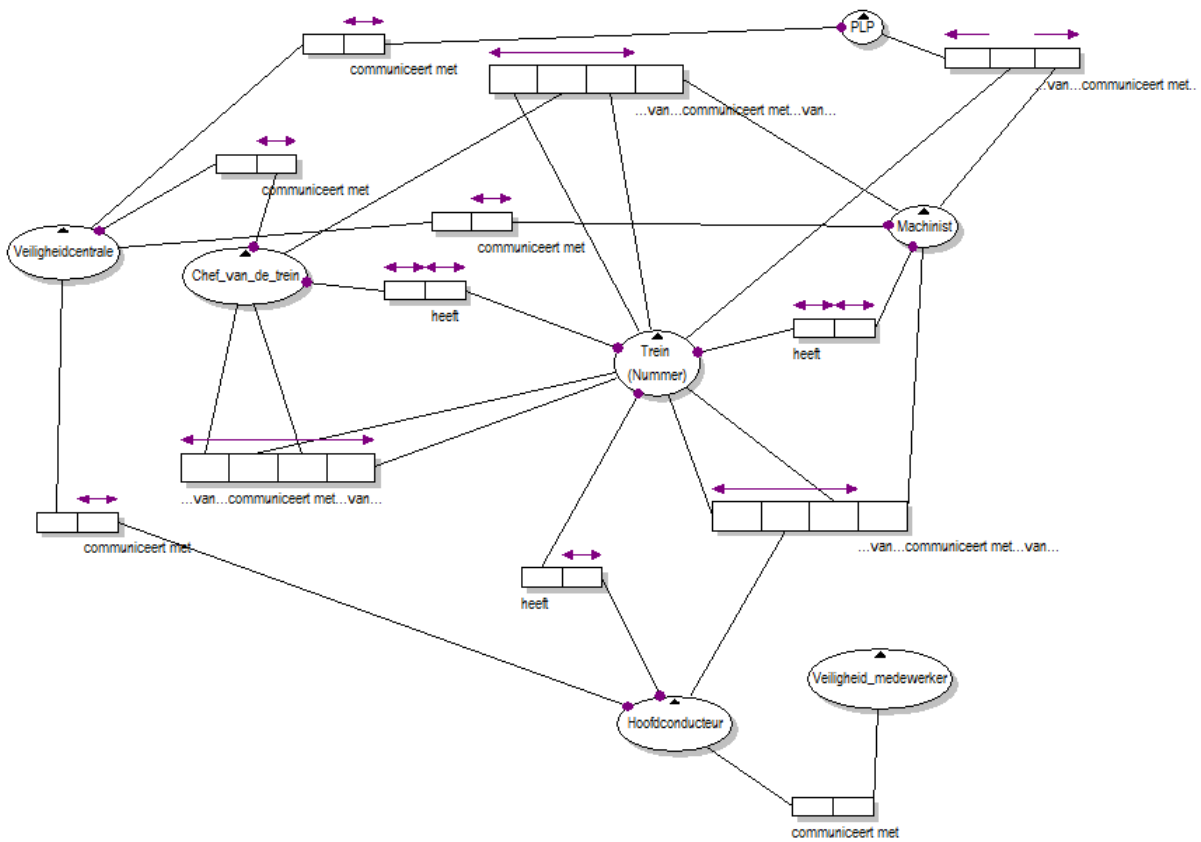 PLP
communiceert met
...van...communiceert met...
...van...communiceert met...van...
communiceert met
Machinist
Veiligheidcentrale
communiceert met
Chef_van_de_trein
heeft
Trein
(Nummer)
heeft
...van...communiceert met...van...
communiceert met
...van...communiceert met...van...
heeft
Veiligheid_medewerker
Hoofdconducteur
communiceert met